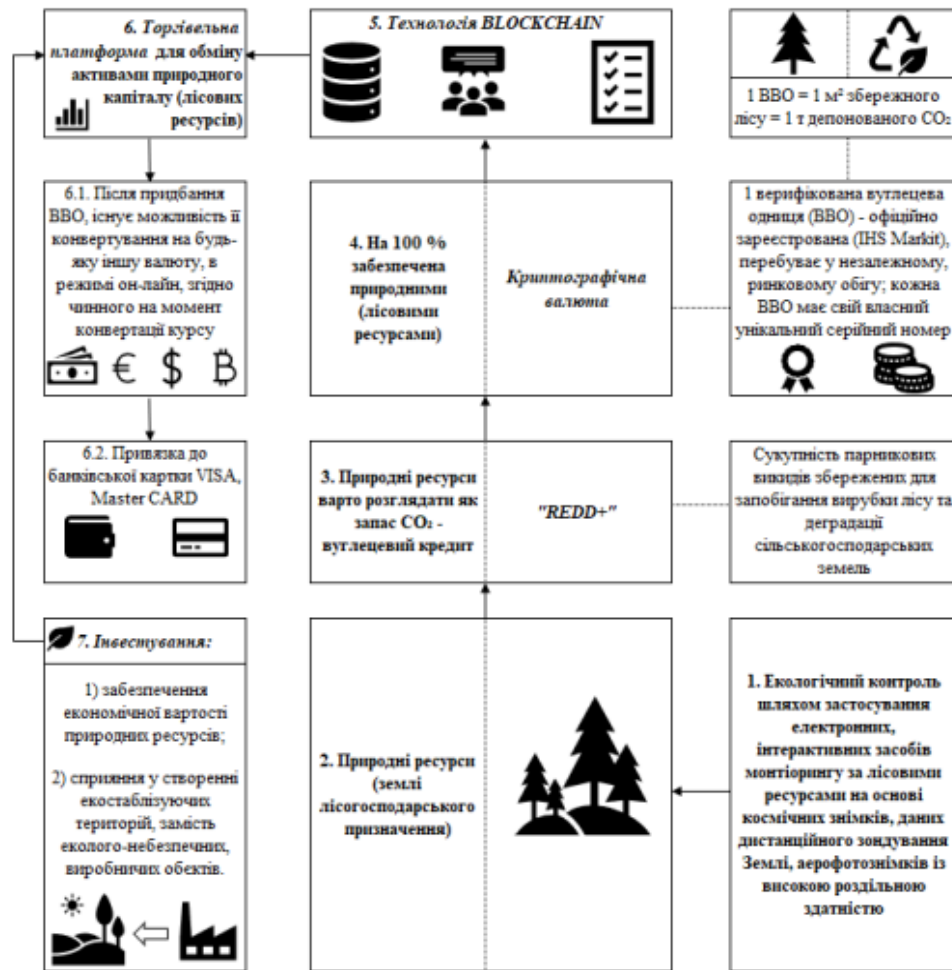 6. Торгівельна
платформа для обміну
активами природного
капіталу (лісових
ресурсів)
5. Технологія BLOCKCHAIN
1 ВВО = 1 м² збережного
лісу = 1 т депонованого CO₂
6.1. Після придбання
ВВО, існує можливість її
конвертування на будь-
яку іншу валюту, в
режимі он-лайн, згідно
чинного на момент
конвертації курсу
€ $ ₿
4. На 100 %
забезпечена
природними
(лісовими
ресурсами)
Криптографічна
валюта
1 верифікована вуглецева
одниця (ВВО) - офіційно
зареєстрована (IHS Markit),
перебуває у незалежному,
ринковому обігу; кожна
ВВО має свій власний
унікальний серійний номер
6.2. Привязка до
банківської картки VISA,
Master CARD
3. Природні ресурси
варто розглядати як
запас CO₂ -
вуглецевий кредит
"REDD+"
Сукупність парникових
викидів збережених для
запобігання вирубки лісу та
деградації
сільськогосподарських
земель
7. Інвестування:
1) забезпечення
економічної вартості
природних ресурсів;
2) сприяння у створенні
екостаблізуючих
територій, замість
еколого-небезпечних,
виробничих обєктів.
2. Природні ресурси
(землі
лісогосподарського
призначення)
1. Екологічний контроль
шляхом застосування
електронних,
інтерактивних засобів
монтіорингу за лісовими
ресурсами на основі
космічних знімків, даних
дистанційного зондування
Землі, аерофотознімків із
високою роздільною
здатністю